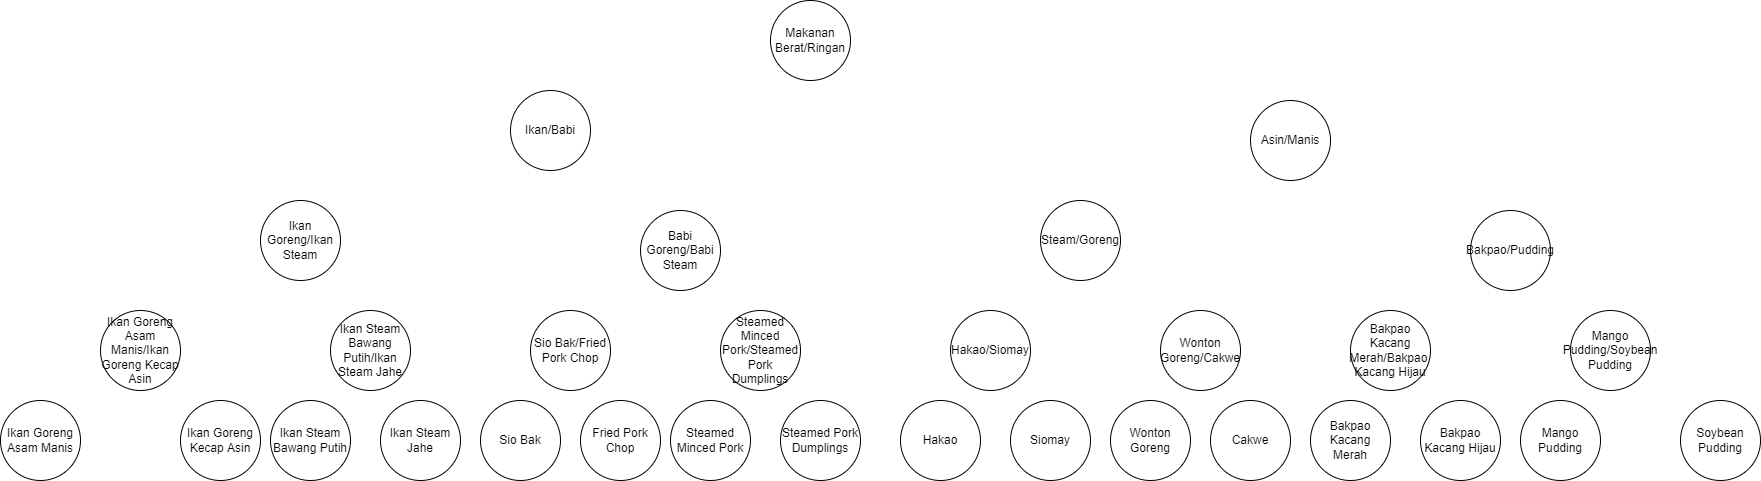 Makanan
Berat/Ringan
Ikan/Babi
Asin/Manis
Ikan
Goreng/Ikan
Steam
Babi
Goreng/Babi
Steam
Steam/Goreng
Bakpao/Pudding
Ikan Goreng
Asam
Manis/Ikan
Goreng Kecap
Asin
Ikan Steam
Bawang
Putih/Ikan
Steam Jahe
Sio Bak/Fried
Pork Chop
Steamed
Minced
Pork/Steamed
Pork
Dumplings
Hakao/Siomay
Wonton
Goreng/Cakwe
Bakpao
Kacang
Merah/Bakpao
Kacang Hijau
Mango
Pudding/Soybean
Pudding
Ikan Goreng
Asam Manis
Ikan Goreng
Kecap Asin
Ikan Steam
Bawang Putih
Ikan Steam
Jahe
Sio Bak
Fried Pork
Chop
Steamed
Minced Pork
Steamed Pork
Dumplings
Hakao
Siomay
Wonton
Goreng
Cakwe
Bakpao
Kacang
Merah
Bakpao
Kacang Hijau
Mango
Pudding
Soybean
Pudding